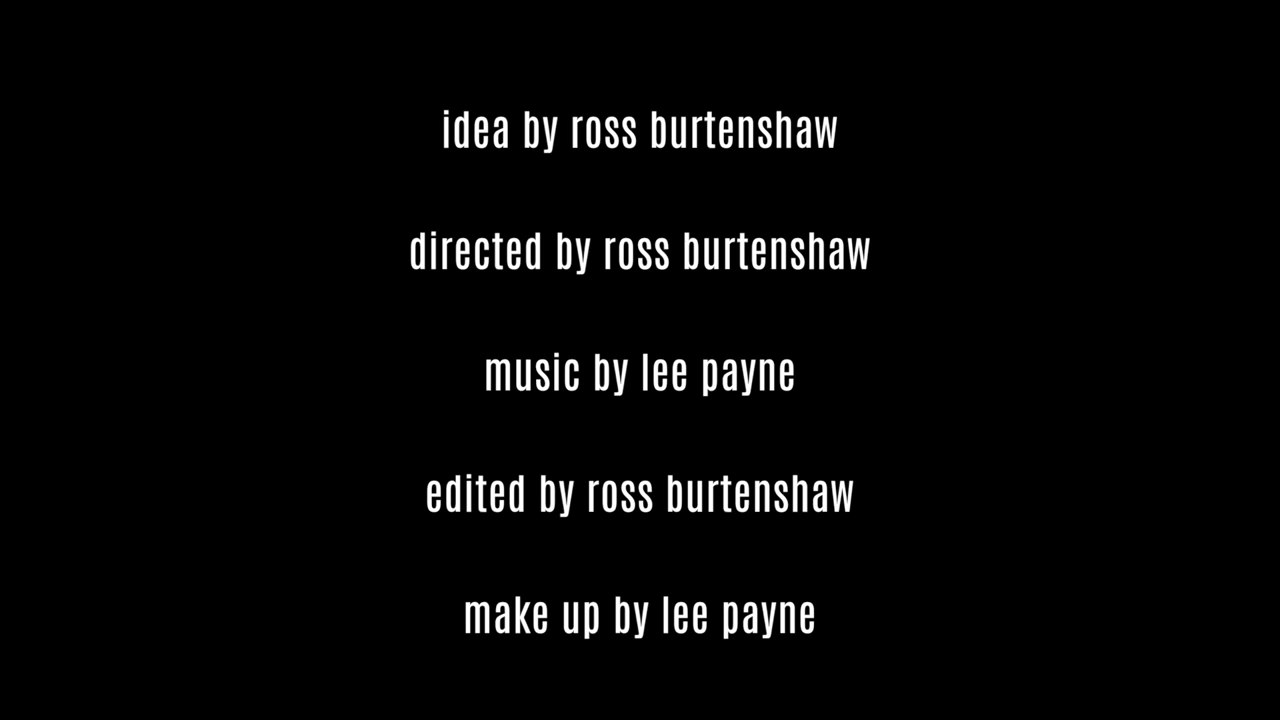 idea by ross burtenshaw
directed by ross burtenshaw
music by lee payne
edited by ross burtenshaw
make up by lee payne